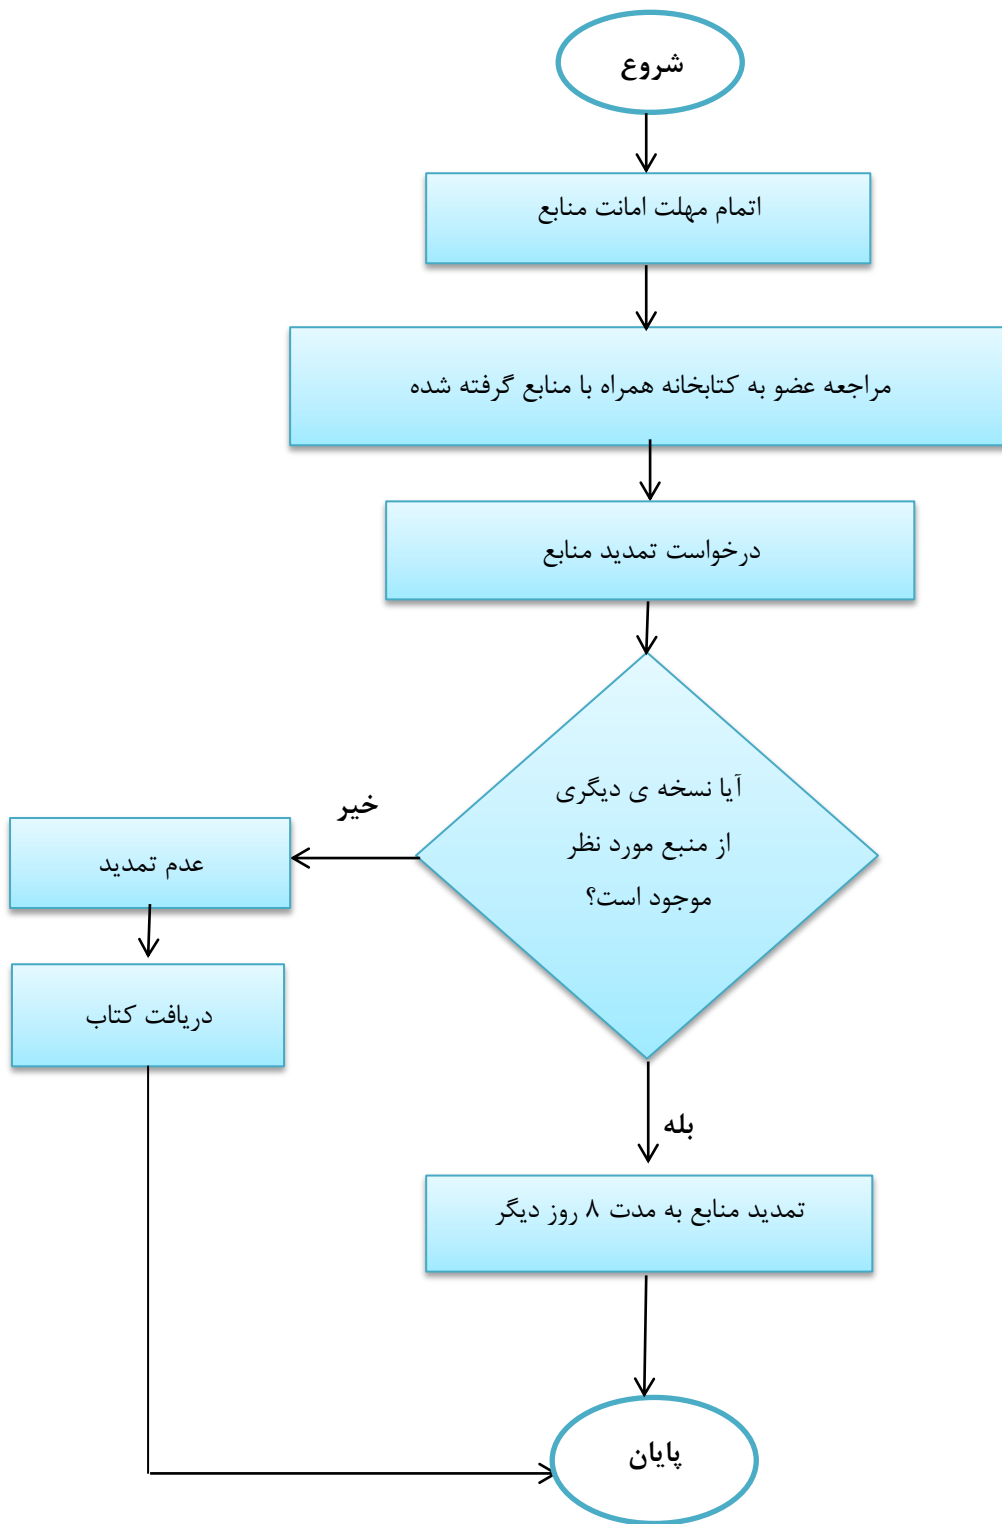 شروع
اتمام مهلت امانت منابع
مراجعه عضو به کتابخانه همراه با منابع گرفته شده
درخواست تمدید منابع
آیا نسخه ی دیگری
از منبع مورد نظر
موجود است؟
خیر
عدم تمدید
دریافت کتاب
بله
تمدید منابع به مدت ۸ روز دیگر
پایان